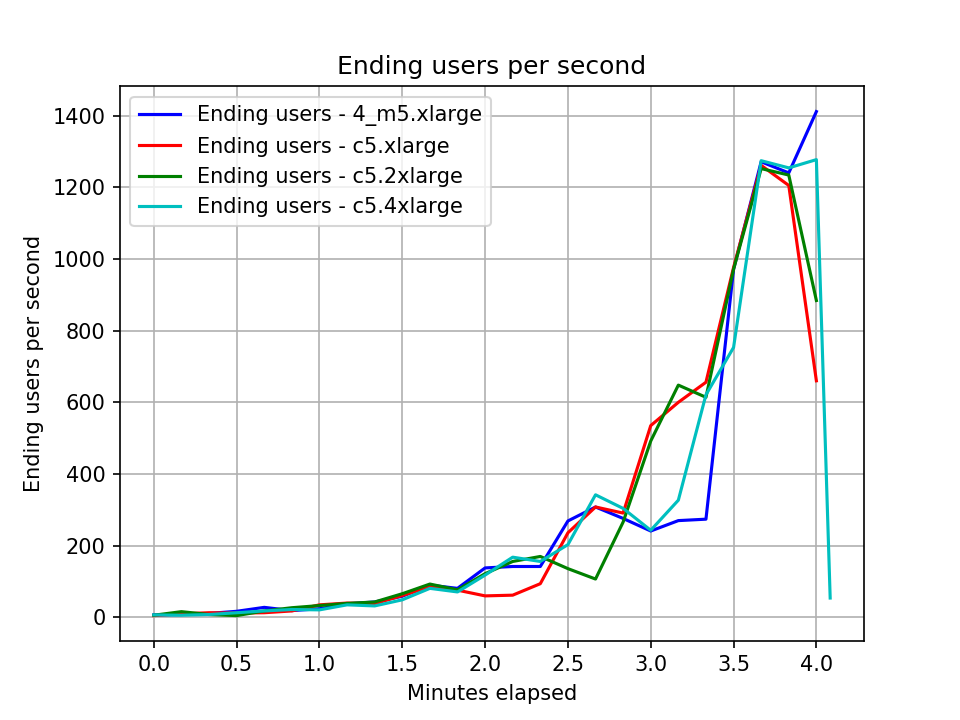 Ending users per second
Ending users - 4_m5.xlarge
Ending users - c5.xlarge
Ending users - c5.2xlarge
Ending users - c5.4xlarge
Ending users per second
1400
1200
1000
800
600
400
200
0
0.0 0.5 1.0 1.5 2.0 2.5 3.0 3.5 4.0
Minutes elapsed